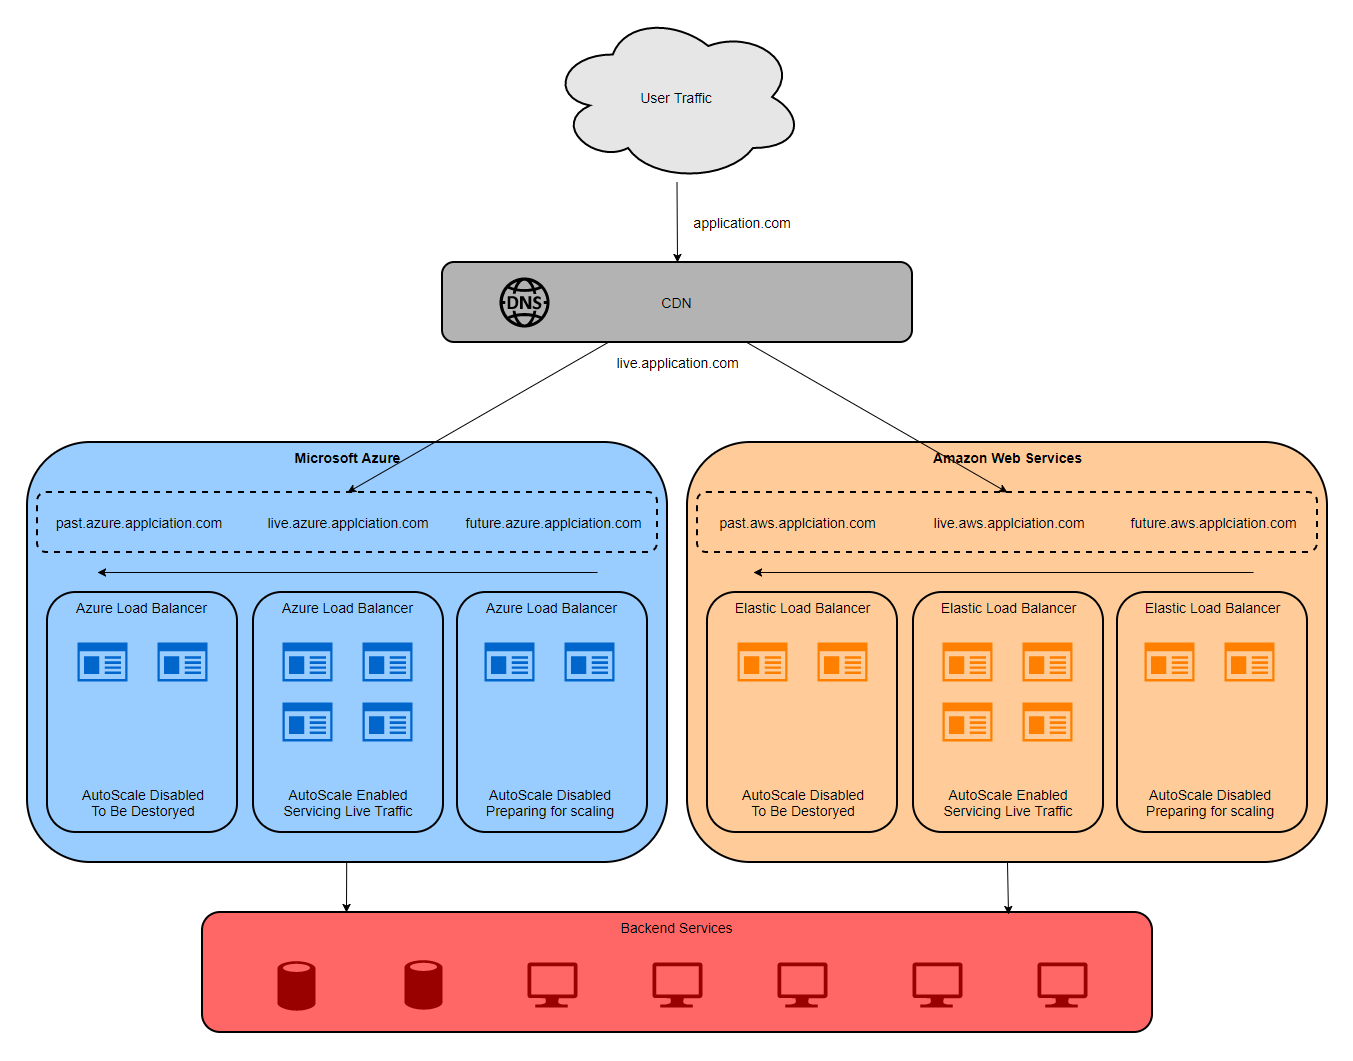 User Traffic
application.com
DNS
CDN
live.application.com
Microsoft Azure
past.azure.applciation.com
live.azure.applciation.com
future.azure.applciation.com
Azure Load Balancer
AutoScale Disabled
To Be Destoryed
Azure Load Balancer
AutoScale Enabled
Servicing Live Traffic
Azure Load Balancer
AutoScale Disabled
Preparing for scaling
Amazon Web Services
past.aws.applciation.com
live.aws.applciation.com
future.aws.applciation.com
Elastic Load Balancer
AutoScale Disabled
To Be Destoryed
Elastic Load Balancer
AutoScale Enabled
Servicing Live Traffic
Elastic Load Balancer
AutoScale Disabled
Preparing for scaling
Backend Services